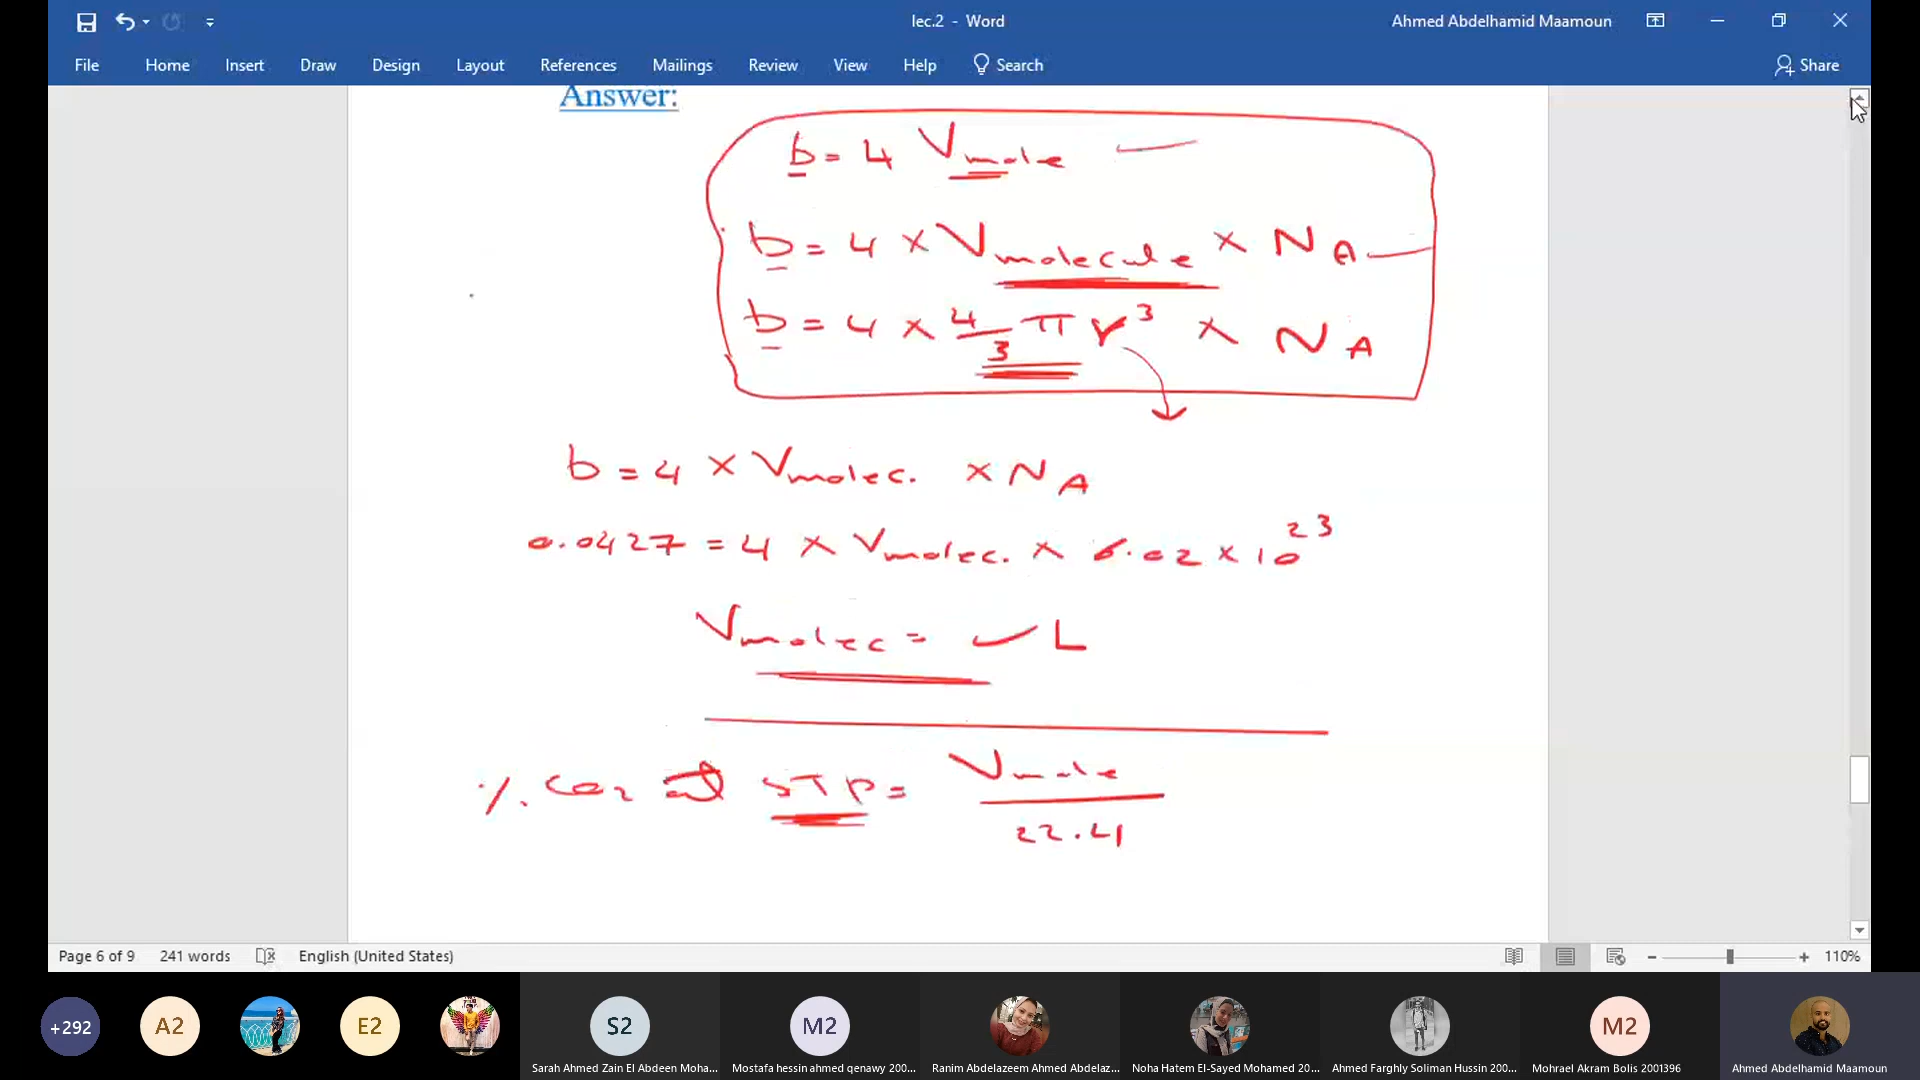 lec.2 - Word
Ahmed Abdelhamid Maamoun
File Home Insert Draw Design Layout References Mailings Review View Help Search Share
Answer:
b = 4 Vmole
b = 4 × Vmolecule × NA
b = 4 × 4/3 π r³ × NA
b = 4 × Vmolec. × NA
0.0427 = 4 × Vmolec. × 6.02 × 10²³
Vmolec = ✓ L
% CO₂ at STP = Vmole / 22.4
Page 6 of 9 241 words English (United States) 110%
+292 A2 E2 S2 M2 M2
Sarah Ahmed Zain El Abdeen Moha... Mostafa hessin ahmed qenawy 200... Ranim Abdelazeem Ahmed Abdelaz... Noha Hatem El-Sayed Mohamed 20... Ahmed Farghly Soliman Hussin 200... Mohrael Akram Bolis 2001396 Ahmed Abdelhamid Maamoun